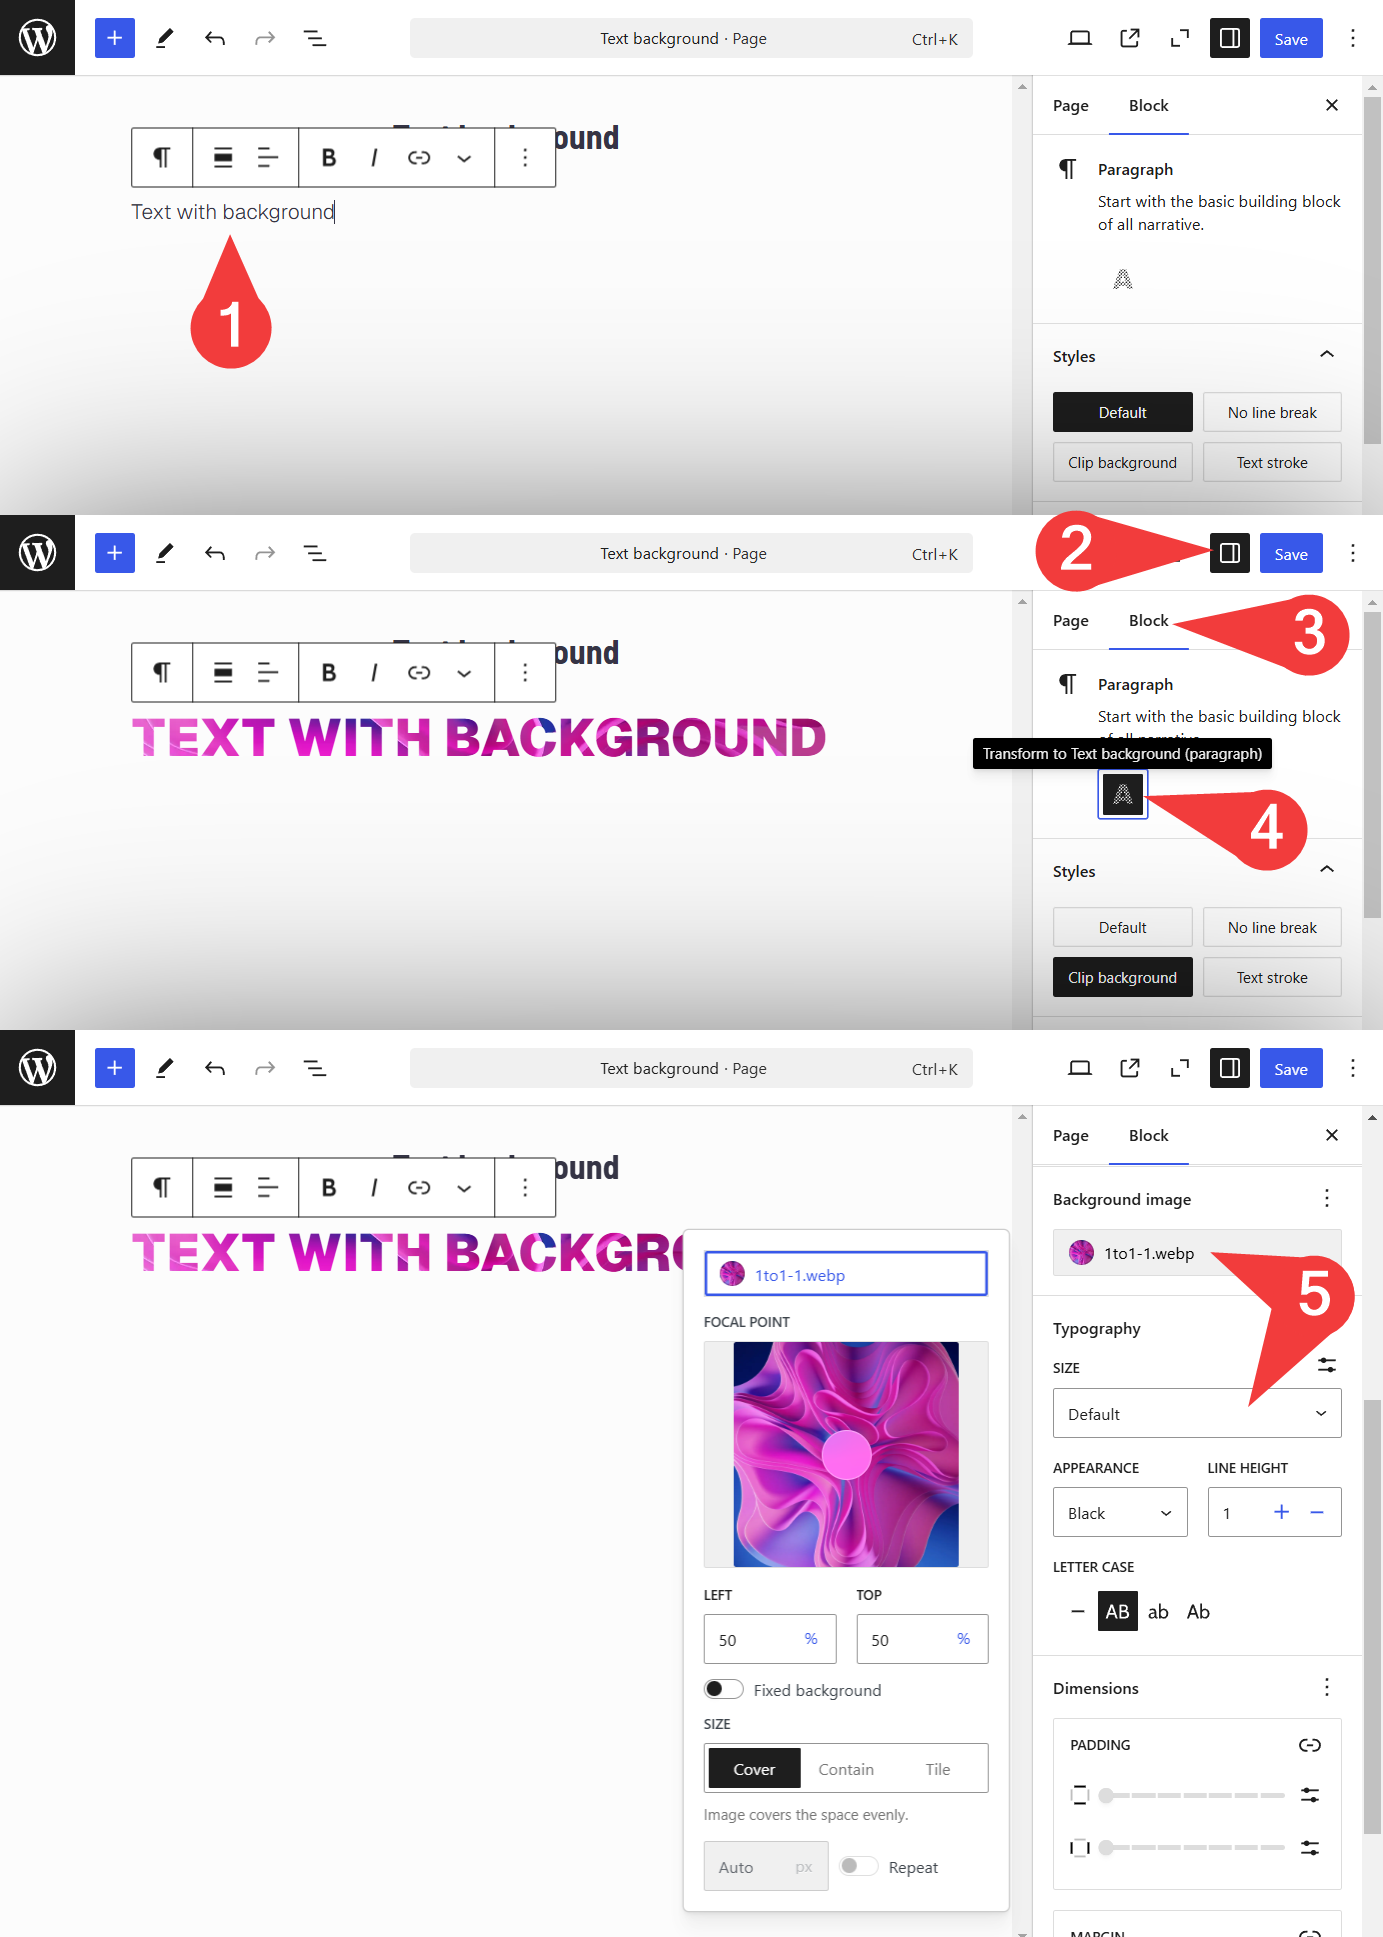 Text background · Page Ctrl+K
Save
Page Block
ound
B I
Text with background
1
Paragraph
Start with the basic building block
of all narrative.
A
Styles
Default No line break
Clip background Text stroke
Text background · Page Ctrl+K
2
Save
Page Block
3
ound
B I
TEXT WITH BACKGROUND
Paragraph
Start with the basic building block
Transform to Text background (paragraph)
A
4
Styles
Default No line break
Clip background Text stroke
Text background · Page Ctrl+K
Save
Page Block
ound
B I
TEXT WITH BACKGR
Background image
1to1-1.webp
5
1to1-1.webp
FOCAL POINT
LEFT TOP
50 % 50 %
Fixed background
SIZE
Cover Contain Tile
Image covers the space evenly.
Auto px Repeat
Typography
SIZE
Default
APPEARANCE LINE HEIGHT
Black 1
LETTER CASE
AB ab Ab
Dimensions
PADDING
MARGIN